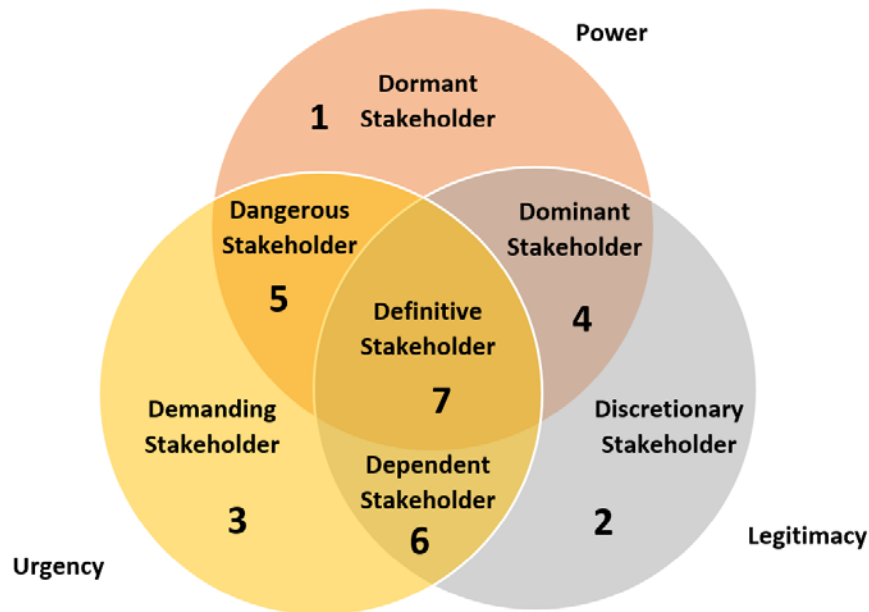 Power
Dormant
Stakeholder
1
Dangerous
Stakeholder
5
Dominant
Stakeholder
4
Definitive
Stakeholder
7
Demanding
Stakeholder
3
Discretionary
Stakeholder
2
Dependent
Stakeholder
6
Legitimacy
Urgency